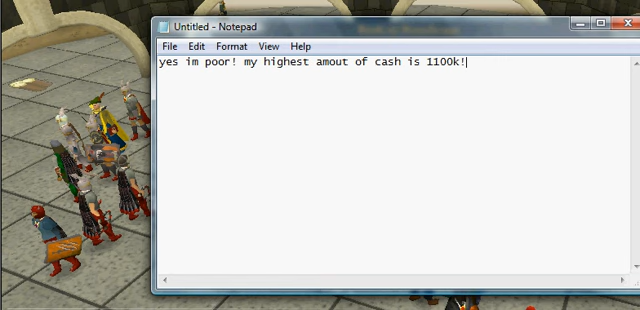 Untitled - Notepad
File Edit Format View Help
yes im poor! my highest amout of cash is 1100k!